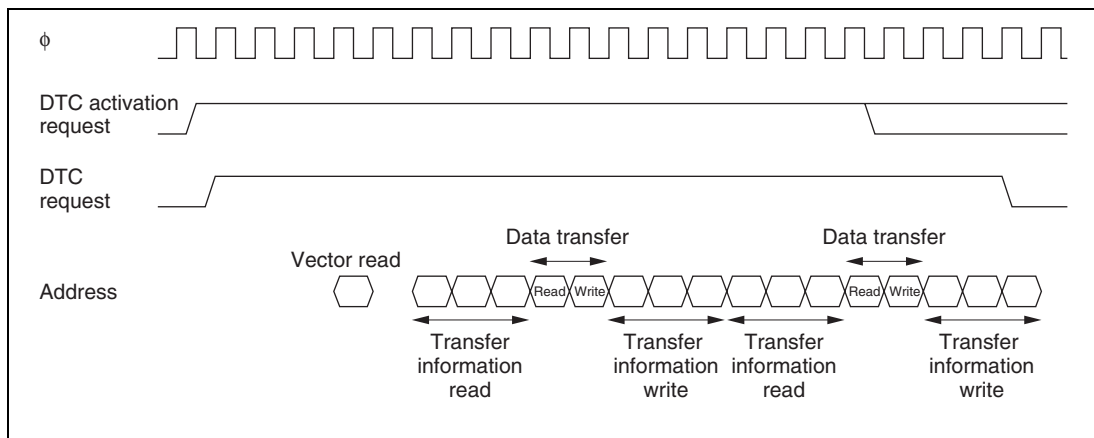 ϕ
DTC activation
request
DTC
request
Data transfer Data transfer
Vector read
Address
Read Write Read Write
Transfer Transfer Transfer Transfer
information information information information
read write read write